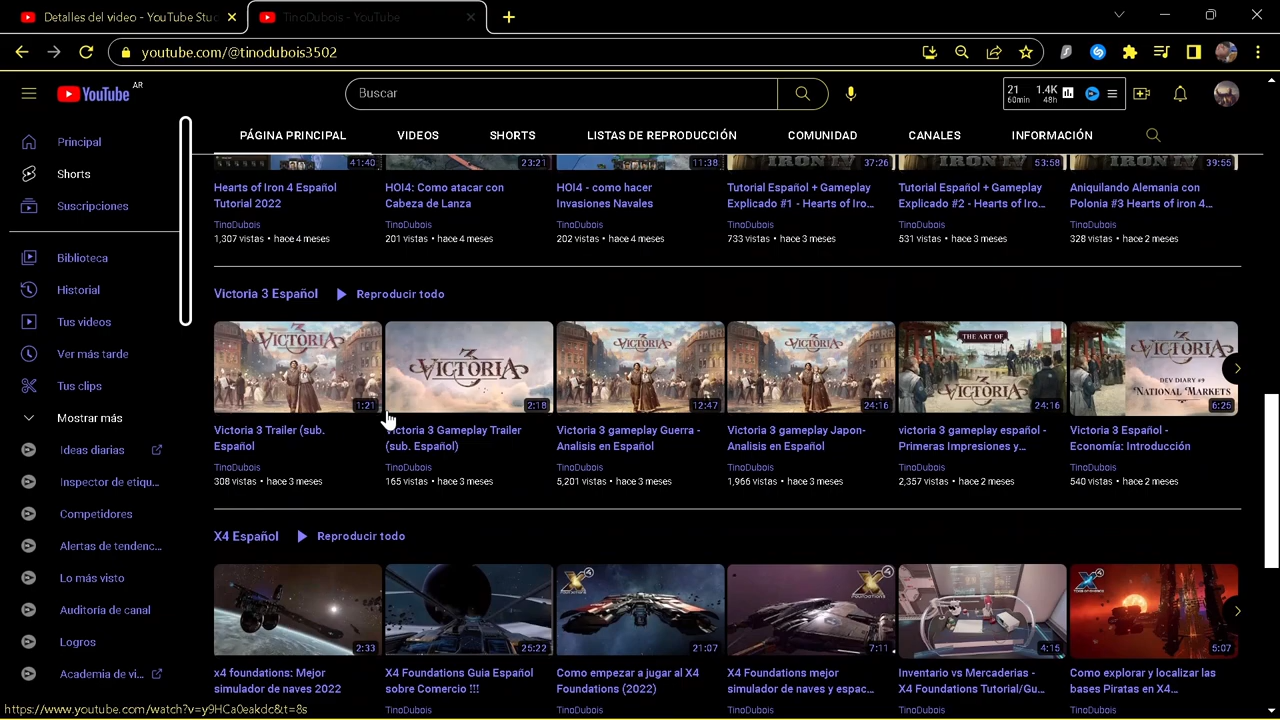 Detalles del video - YouTube Stu
TinoDubois - YouTube
youtube.com/@tinodubois3502
YouTube AR
Buscar
21 60min
1.4K 48h
Principal
Shorts
Suscripciones
Biblioteca
Historial
Tus videos
Ver más tarde
Tus clips
Mostrar más
Ideas diarias
Inspector de etiqu...
Competidores
Alertas de tendenc...
Lo más visto
Auditoría de canal
Logros
Academia de vi...
PÁGINA PRINCIPAL VIDEOS SHORTS LISTAS DE REPRODUCCIÓN COMUNIDAD CANALES INFORMACIÓN
41:40 23:21 11:38 37:26 53:58 39:55
Hearts of Iron 4 Español
Tutorial 2022
TinoDubois
1,307 vistas • hace 4 meses
HOI4: Como atacar con
Cabeza de Lanza
TinoDubois
201 vistas • hace 4 meses
HOI4 - como hacer
Invasiones Navales
TinoDubois
202 vistas • hace 4 meses
Tutorial Español + Gameplay
Explicado #1 - Hearts of Iro...
TinoDubois
733 vistas • hace 3 meses
Tutorial Español + Gameplay
Explicado #2 - Hearts of Iro...
TinoDubois
531 vistas • hace 3 meses
Aniquilando Alemania con
Polonia #3 Hearts of iron 4...
TinoDubois
328 vistas • hace 2 meses
Victoria 3 Español Reproducir todo
VICTORIA 3
1:21
Victoria 3 Trailer (sub.
Español
TinoDubois
308 vistas • hace 3 meses
VICTORIA 3
2:18
Victoria 3 Gameplay Trailer
(sub. Español)
TinoDubois
165 vistas • hace 3 meses
VICTORIA 3
12:47
Victoria 3 gameplay Guerra -
Analisis en Español
TinoDubois
5,201 vistas • hace 3 meses
VICTORIA 3
24:16
Victoria 3 gameplay Japon-
Analisis en Español
TinoDubois
1,966 vistas • hace 3 meses
THE ART OF
VICTORIA 3
24:16
victoria 3 gameplay español -
Primeras Impresiones y...
TinoDubois
2,357 vistas • hace 2 meses
VICTORIA 3
DEV DIARY #9
NATIONAL MARKETS
6:25
Victoria 3 Español -
Economía: Introducción
TinoDubois
540 vistas • hace 2 meses
X4 Español Reproducir todo
2:33
x4 foundations: Mejor
simulador de naves 2022
TinoDubois
25:22
X4 Foundations Guia Español
sobre Comercio !!!
TinoDubois
21:07
Como empezar a jugar al X4
Foundations (2022)
TinoDubois
7:11
X4 Foundations mejor
simulador de naves y espac...
TinoDubois
4:15
Inventario vs Mercaderias -
X4 Foundations Tutorial/Gu...
TinoDubois
5:07
Como explorar y localizar las
bases Piratas en X4...
TinoDubois
https://www.youtube.com/watch?v=y9HCa0eakdc&t=8s